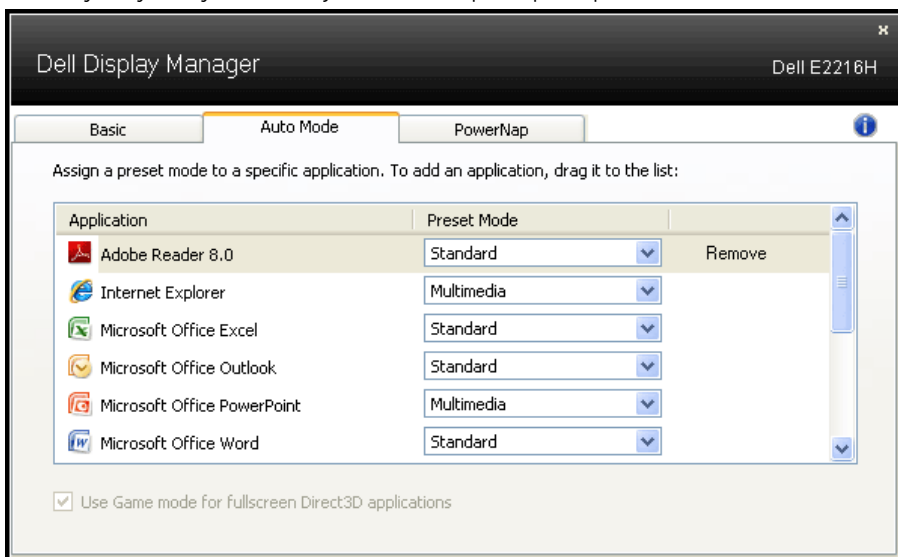 Dell Display Manager
Dell E2216H
Basic
Auto Mode
PowerNap
Assign a preset mode to a specific application. To add an application, drag it to the list:
Application Preset Mode
Adobe Reader 8.0 Standard Remove
Internet Explorer Multimedia
Microsoft Office Excel Standard
Microsoft Office Outlook Standard
Microsoft Office PowerPoint Multimedia
Microsoft Office Word Standard
Use Game mode for fullscreen Direct3D applications